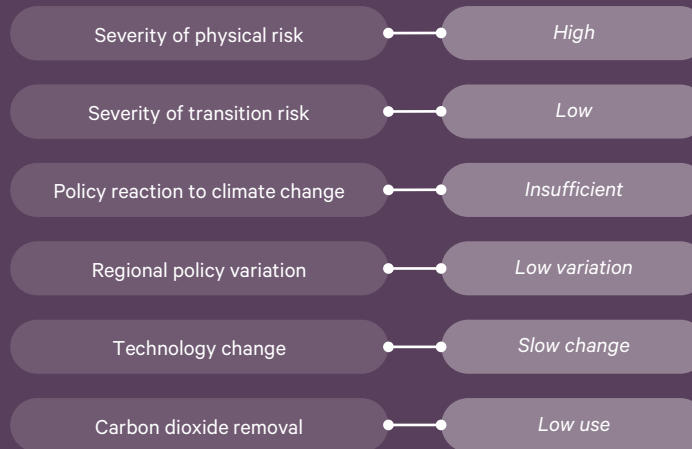 Severity of physical risk
High
Severity of transition risk
Low
Policy reaction to climate change
Insufficient
Regional policy variation
Low variation
Technology change
Slow change
Carbon dioxide removal
Low use